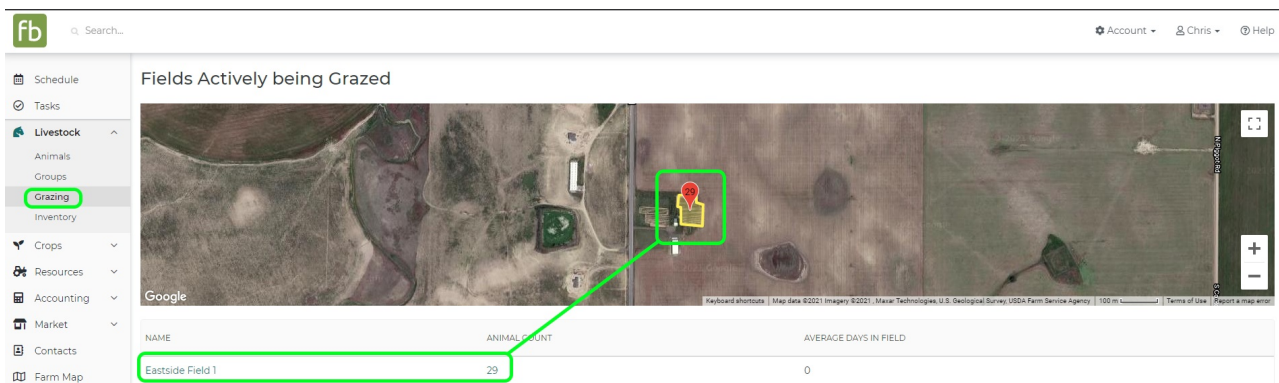 fb
Search...
Account
Chris
Help
Schedule
Tasks
Livestock
Animals
Groups
Grazing
Inventory
Crops
Resources
Accounting
Market
Contacts
Farm Map
Fields Actively being Grazed
29
N Piggot Rd
S C
Google
Keyboard shortcuts Map data ©2021 Imagery ©2021 , Maxar Technologies, U.S. Geological Survey, USDA Farm Service Agency 100 m Terms of Use Report a map error
NAME ANIMAL COUNT AVERAGE DAYS IN FIELD
Eastside Field 1 29 0